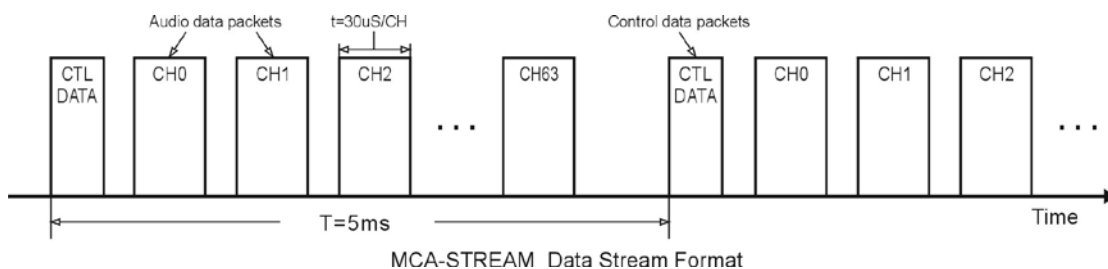 Audio data packets
t=30uS/CH
Control data packets
CTL
DATA
CH0
CH1
CH2
CH63
CTL
DATA
CH0
CH1
CH2
...
...
T=5ms
Time
MCA-STREAM Data Stream Format